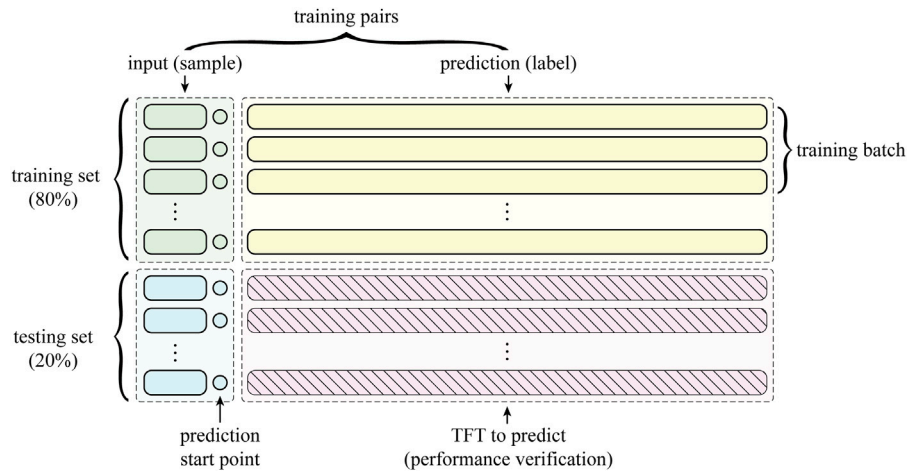 training pairs
input (sample)
prediction (label)
training set
(80%)
training batch
testing set
(20%)
prediction
start point
TFT to predict
(performance verification)